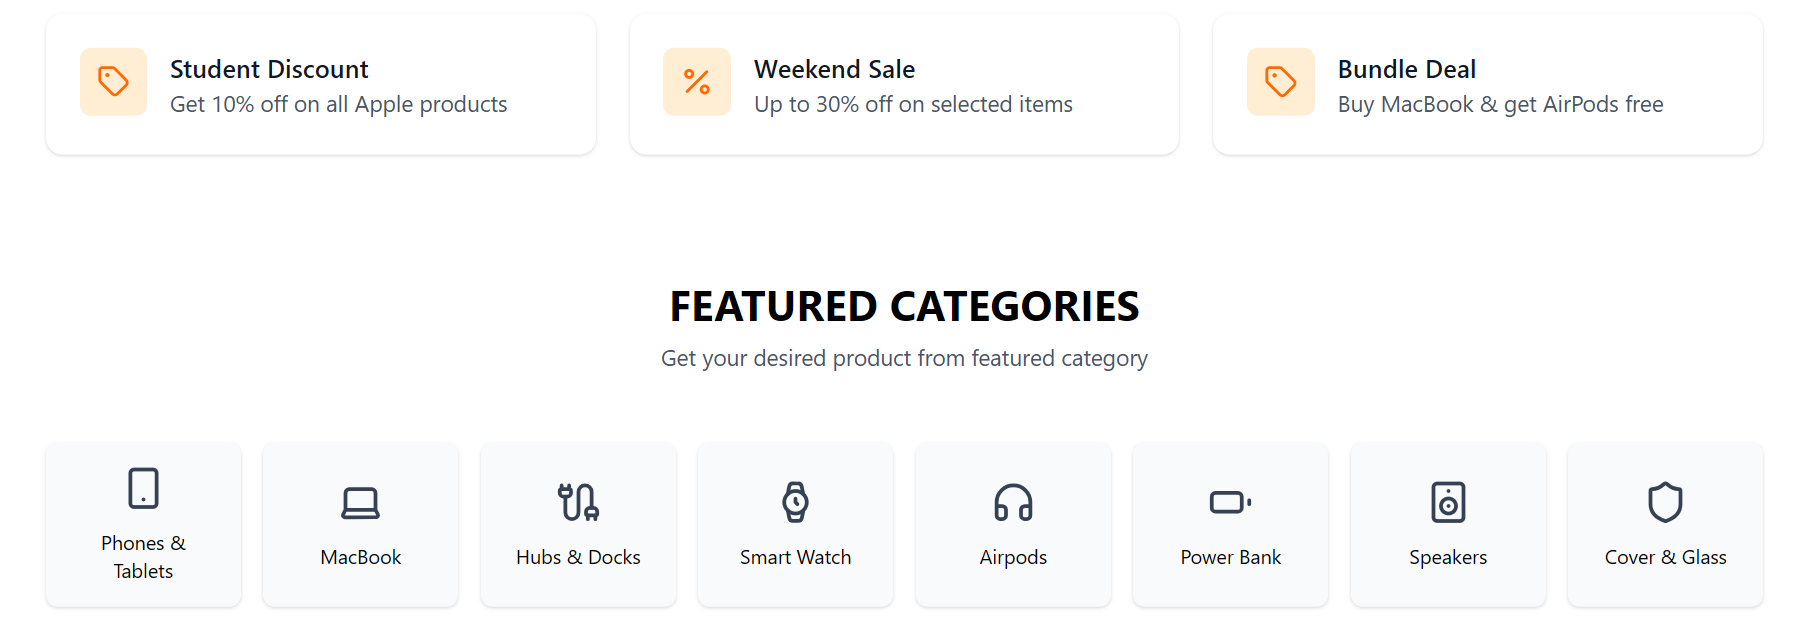 Student Discount
Get 10% off on all Apple products
Weekend Sale
Up to 30% off on selected items
Bundle Deal
Buy MacBook & get AirPods free
FEATURED CATEGORIES
Get your desired product from featured category
Phones &
Tablets
MacBook
Hubs & Docks
Smart Watch
Airpods
Power Bank
Speakers
Cover & Glass